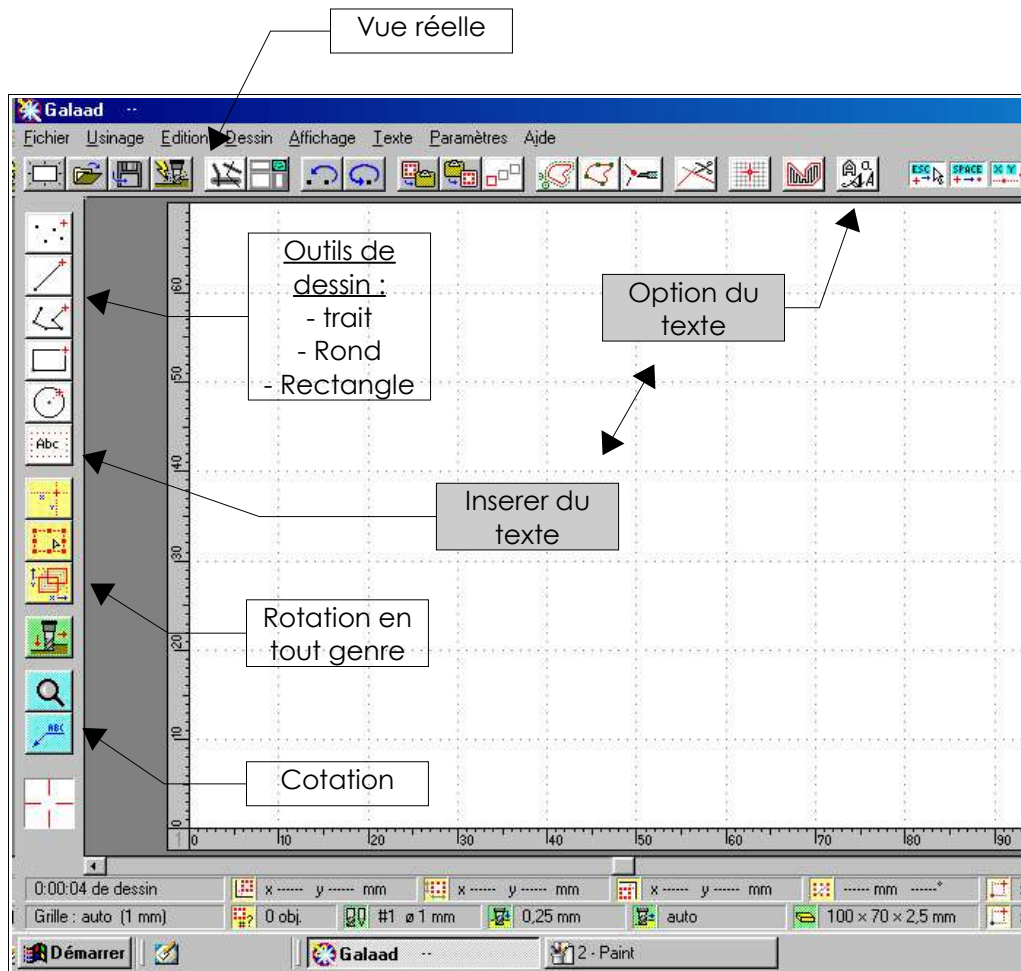 Vue réelle
Galaad --
Fichier Usinage Edition Dessin Affichage Texte Paramètres Aide
ESC SPACE X Y
Outils de
dessin :
- trait
- Rond
- Rectangle
Option du
texte
Abc
Inserer du
texte
x
y
Rotation en
tout genre
Y
X
ABC
Cotation
60
50
40
30
20
10
0
1 0 10 20 30 40 50 60 70 80 90
0:00:04 de dessin x ----- y ----- mm x ----- y ----- mm x ----- y ----- mm ----- mm -----°
Grille : auto (1 mm) 0 obj. #1 ø 1 mm 0,25 mm auto 100 × 70 × 2,5 mm
Démarrer Galaad -- 2 - Paint